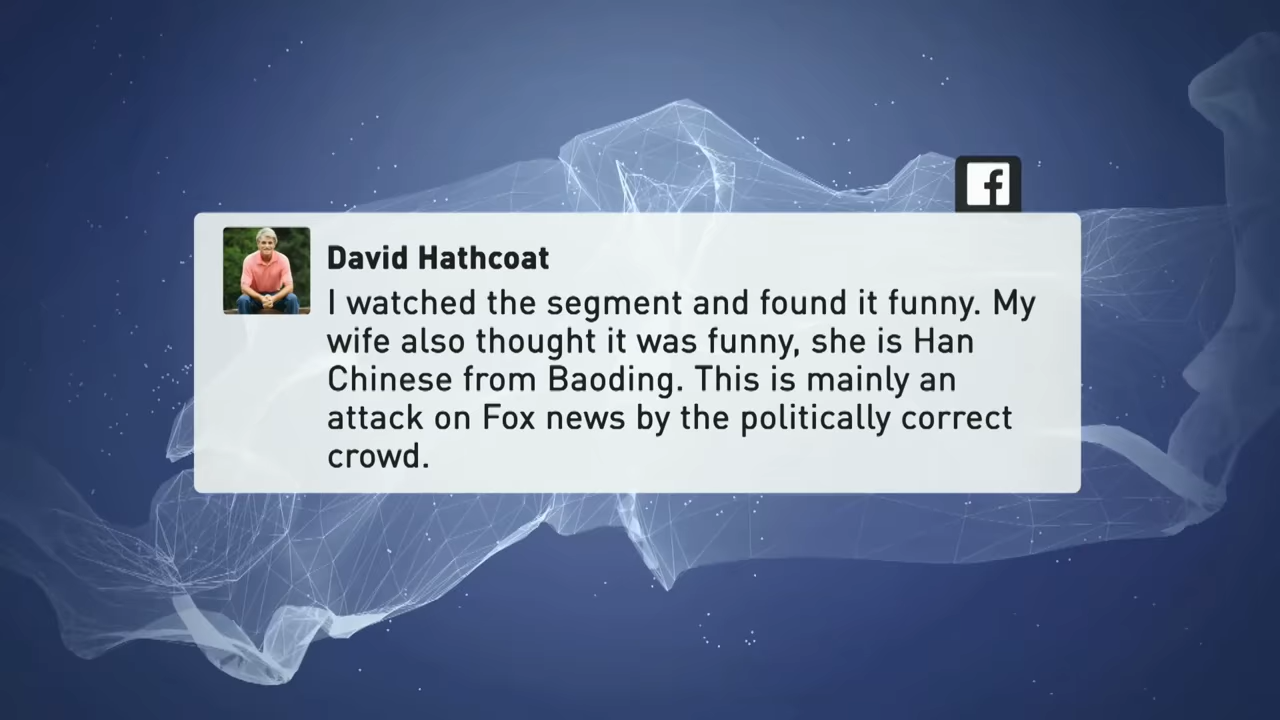 David Hathcoat
I watched the segment and found it funny. My
wife also thought it was funny, she is Han
Chinese from Baoding. This is mainly an
attack on Fox news by the politically correct
crowd.